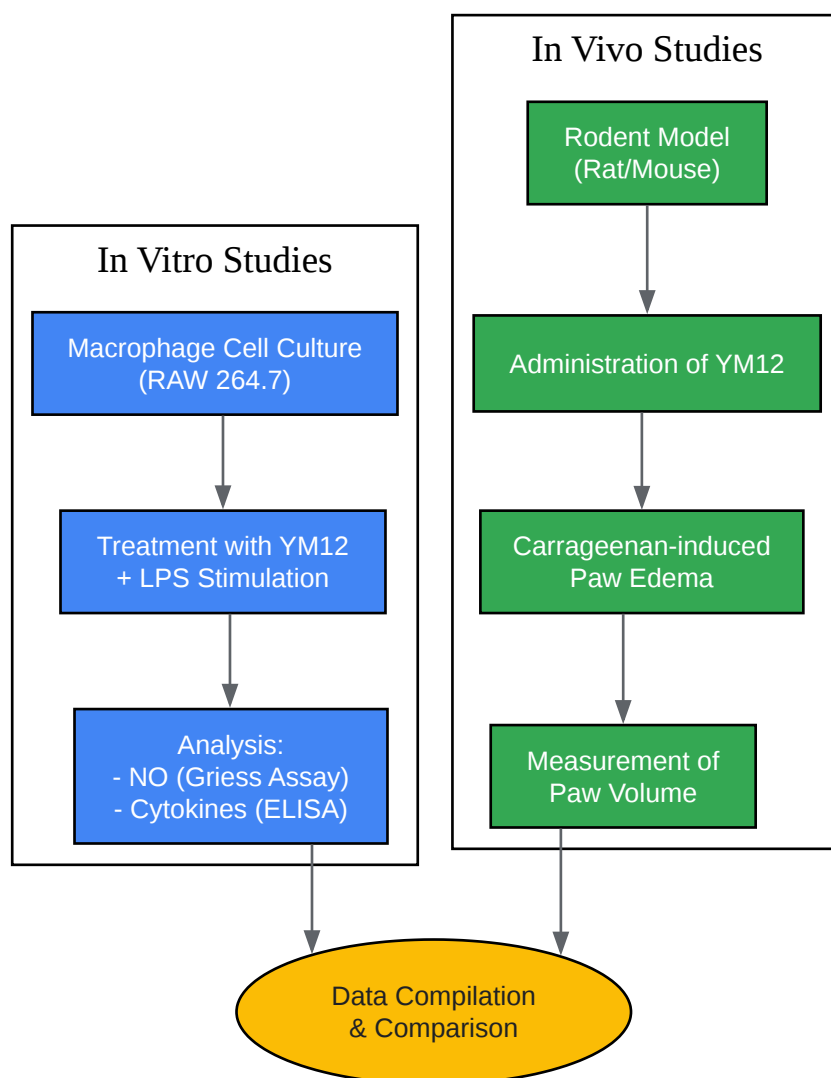 In Vitro Studies
Macrophage Cell Culture
(RAW 264.7)
Treatment with YM12
+ LPS Stimulation
Analysis:
- NO (Griess Assay)
- Cytokines (ELISA)
In Vivo Studies
Rodent Model
(Rat/Mouse)
Administration of YM12
Carrageenan-induced
Paw Edema
Measurement of
Paw Volume
Data Compilation
& Comparison